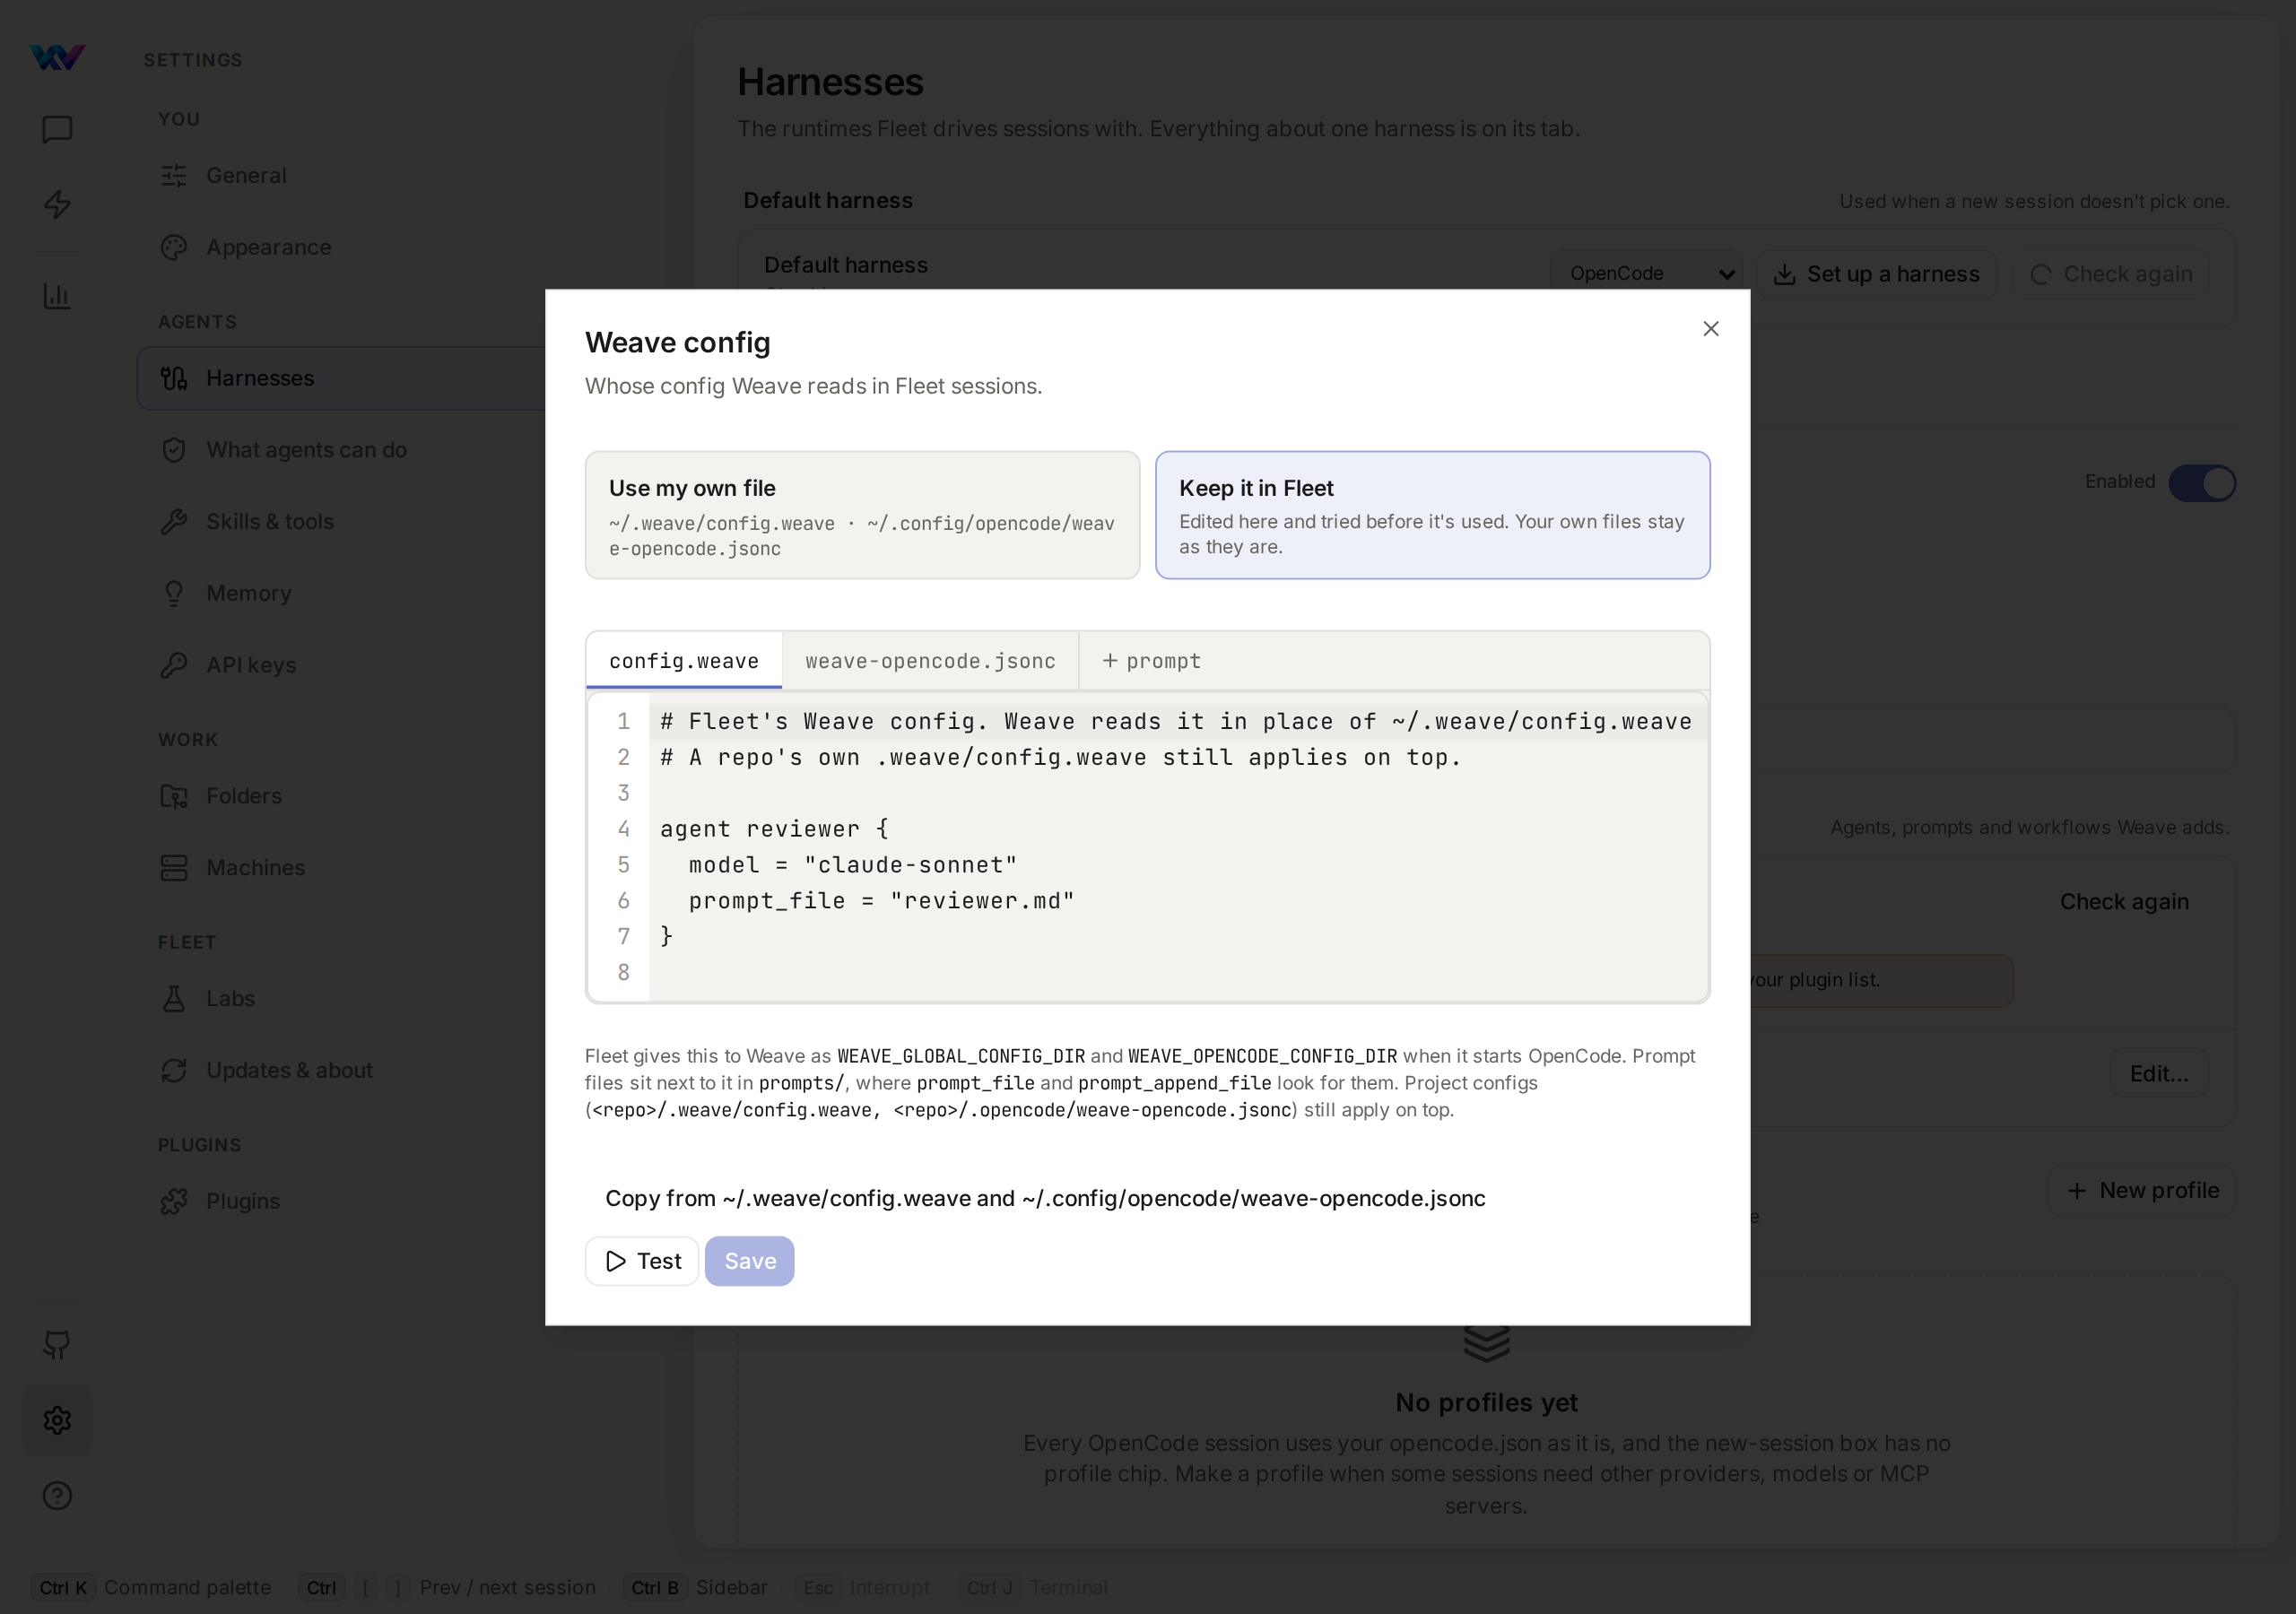 SETTINGS
YOU
General
Appearance
AGENTS
Harnesses
What agents can do
Skills & tools
Memory
API keys
WORK
Folders
Machines
FLEET
Labs
Updates & about
PLUGINS
Plugins
Harnesses
The runtimes Fleet drives sessions with. Everything about one harness is on its tab.
Default harness
Used when a new session doesn't pick one.
Default harness
OpenCode
Set up a harness
Check again
Enabled
Agents, prompts and workflows Weave adds.
Check again
your plugin list.
Edit...
New profile
Weave config
Whose config Weave reads in Fleet sessions.
Use my own file
~/.weave/config.weave · ~/.config/opencode/weav
e-opencode.jsonc
Keep it in Fleet
Edited here and tried before it's used. Your own files stay
as they are.
config.weave
weave-opencode.jsonc
+ prompt
1 # Fleet's Weave config. Weave reads it in place of ~/.weave/config.weave
2 # A repo's own .weave/config.weave still applies on top.
3
4 agent reviewer {
5 model = "claude-sonnet"
6 prompt_file = "reviewer.md"
7 }
8
Fleet gives this to Weave as WEAVE_GLOBAL_CONFIG_DIR and WEAVE_OPENCODE_CONFIG_DIR when it starts OpenCode. Prompt
files sit next to it in prompts/, where prompt_file and prompt_append_file look for them. Project configs
(<repo>/.weave/config.weave, <repo>/.opencode/weave-opencode.jsonc) still apply on top.
Copy from ~/.weave/config.weave and ~/.config/opencode/weave-opencode.jsonc
Test
Save
No profiles yet
Every OpenCode session uses your opencode.json as it is, and the new-session box has no
profile chip. Make a profile when some sessions need other providers, models or MCP
servers.
Ctrl K Command palette · Ctrl [ ] Prev / next session · Ctrl B Sidebar Esc Interrupt Ctrl J Terminal